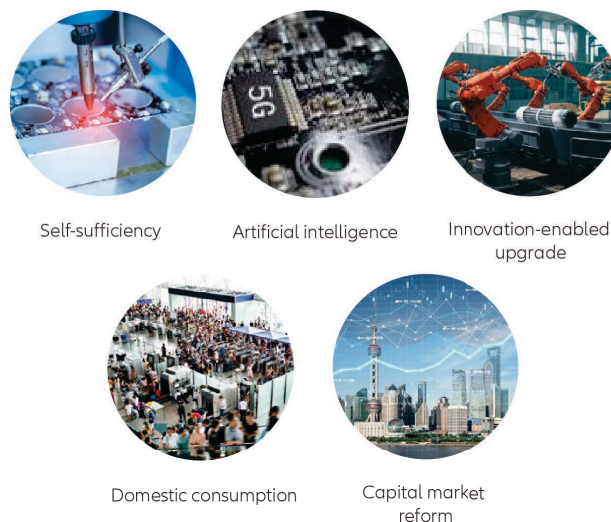 5G
Self-sufficiency
Artificial intelligence
Innovation-enabled
upgrade
Domestic consumption
Capital market
reform